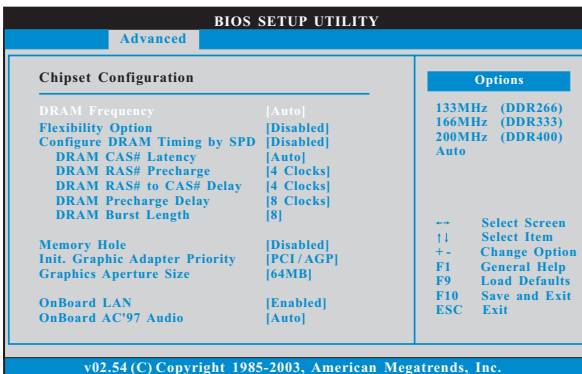 BIOS SETUP UTILITY
Advanced
Chipset Configuration
DRAM Frequency [Auto]
Flexibility Option [Disabled]
Configure DRAM Timing by SPD [Disabled]
DRAM CAS# Latency [Auto]
DRAM RAS# Precharge [4 Clocks]
DRAM RAS# to CAS# Delay [4 Clocks]
DRAM Precharge Delay [8 Clocks]
DRAM Burst Length [8]
Memory Hole [Disabled]
Init. Graphic Adapter Priority [PCI/AGP]
Graphics Aperture Size [64MB]
OnBoard LAN [Enabled]
OnBoard AC'97 Audio [Auto]
Options
133MHz (DDR266)
166MHz (DDR333)
200MHz (DDR400)
Auto
←→ Select Screen
↑↓ Select Item
+- Change Option
F1 General Help
F9 Load Defaults
F10 Save and Exit
ESC Exit
v02.54 (C) Copyright 1985-2003, American Megatrends, Inc.